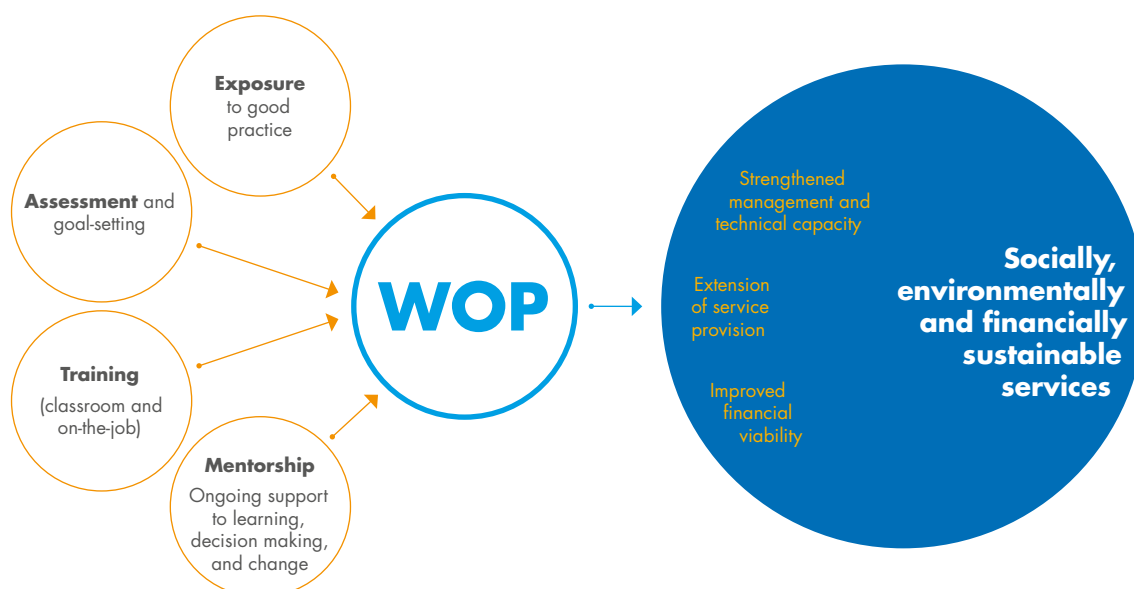 Exposure
to good
practice
Assessment and
goal-setting
Training
(classroom and
on-the-job)
Mentorship
Ongoing support
to learning,
decision making,
and change
WOP
Strengthened
management and
technical capacity
Extension
of service
provision
Improved
financial
viability
Socially,
environmentally
and financially
sustainable
services